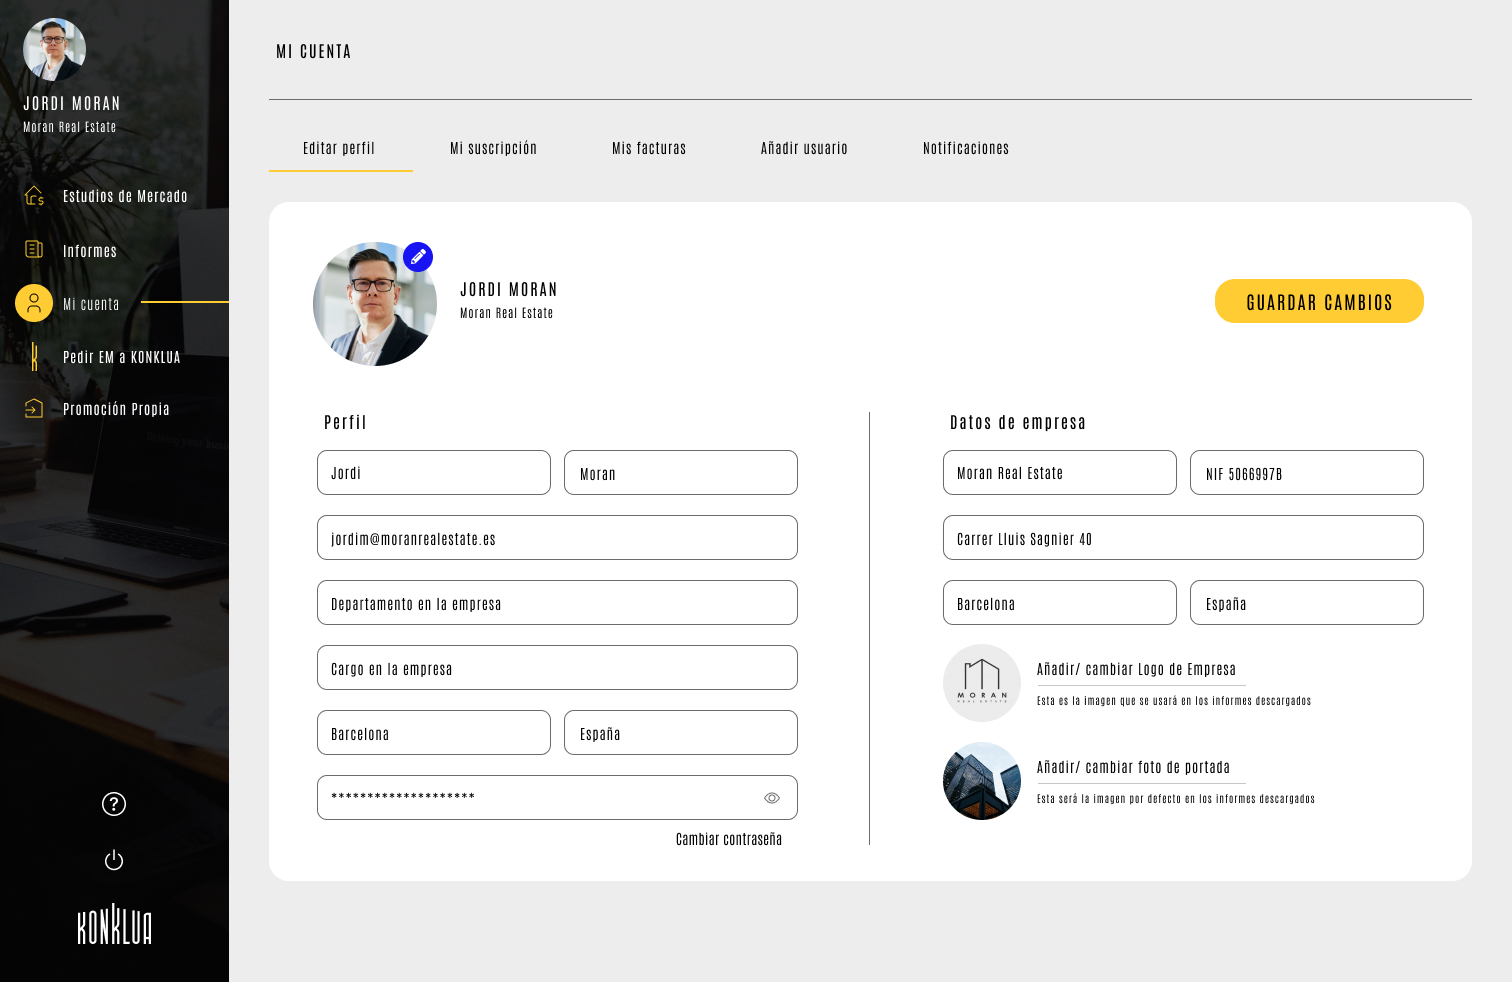 JORDI MORAN
Moran Real Estate
Estudios de Mercado
Informes
Mi cuenta
Pedir EM a KONKLUA
Promoción Propia
KONKLUA
MI CUENTA
Editar perfil
Mi suscripción
Mis facturas
Añadir usuario
Notificaciones
JORDI MORAN
Moran Real Estate
GUARDAR CAMBIOS
Perfil
Jordi
Moran
jordim@moranrealestate.es
Departamento en la empresa
Cargo en la empresa
Barcelona
España
********************
Cambiar contraseña
Datos de empresa
Moran Real Estate
NIF 5066997B
Carrer Lluis Sagnier 40
Barcelona
España
MORAN
REAL ESTATE
Añadir/ cambiar Logo de Empresa
Esta es la imagen que se usará en los informes descargados
Añadir/ cambiar foto de portada
Esta será la imagen por defecto en los informes descargados